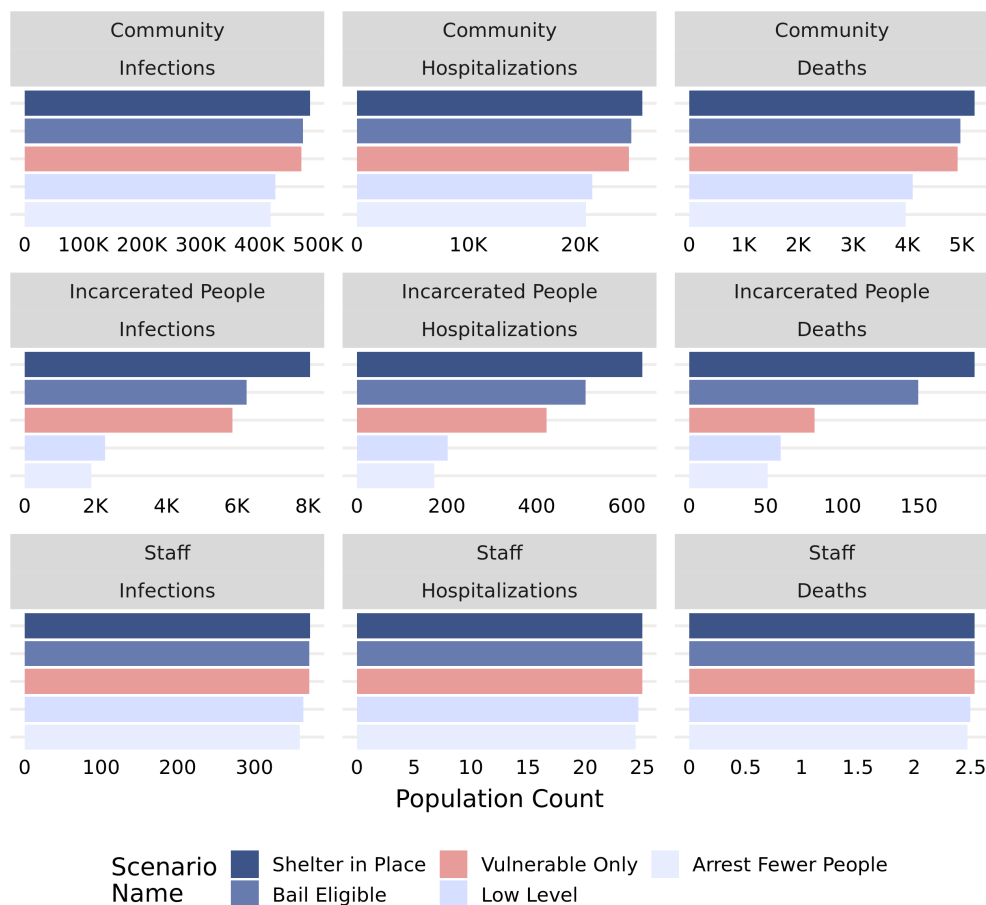 Community Community Community
Infections Hospitalizations Deaths
0 100K 200K 300K 400K 500K 0 10K 20K 0 1K 2K 3K 4K 5K
Incarcerated People Incarcerated People Incarcerated People
Infections Hospitalizations Deaths
0 2K 4K 6K 8K 0 200 400 600 0 50 100 150
Staff Staff Staff
Infections Hospitalizations Deaths
0 100 200 300 0 5 10 15 20 25 0 0.5 1 1.5 2 2.5
Population Count
Scenario Name
Shelter in Place Vulnerable Only Arrest Fewer People
Bail Eligible Low Level